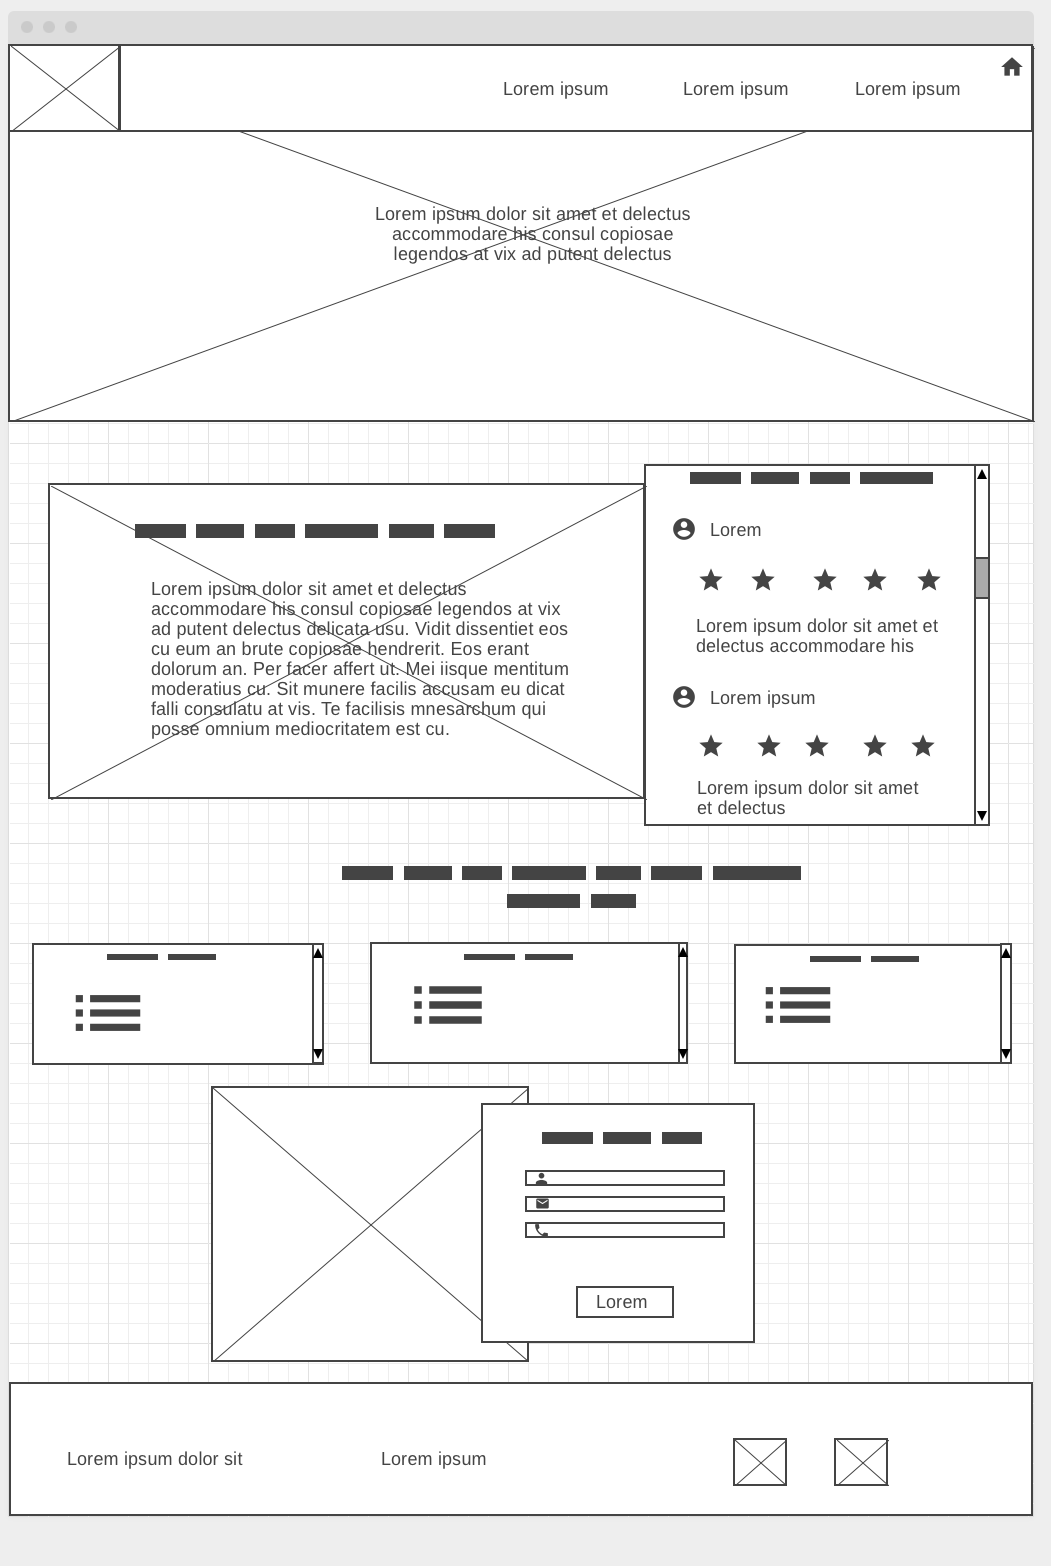 Lorem ipsum
Lorem ipsum
Lorem ipsum
Lorem ipsum dolor sit amet et delectus
accommodare his consul copiosae
legendos at vix ad putent delectus
Lorem ipsum dolor sit amet et delectus
accommodare his consul copiosae legendos at vix
ad putent delectus delicata usu. Vidit dissentiet eos
cu eum an brute copiosae hendrerit. Eos erant
dolorum an. Per facer affert ut. Mei iisque mentitum
moderatius cu. Sit munere facilis accusam eu dicat
falli consulatu at vis. Te facilisis mnesarchum qui
posse omnium mediocritatem est cu.
Lorem
Lorem ipsum dolor sit amet et
delectus accommodare his
Lorem ipsum
Lorem ipsum dolor sit amet
et delectus
Lorem
Lorem ipsum dolor sit
Lorem ipsum